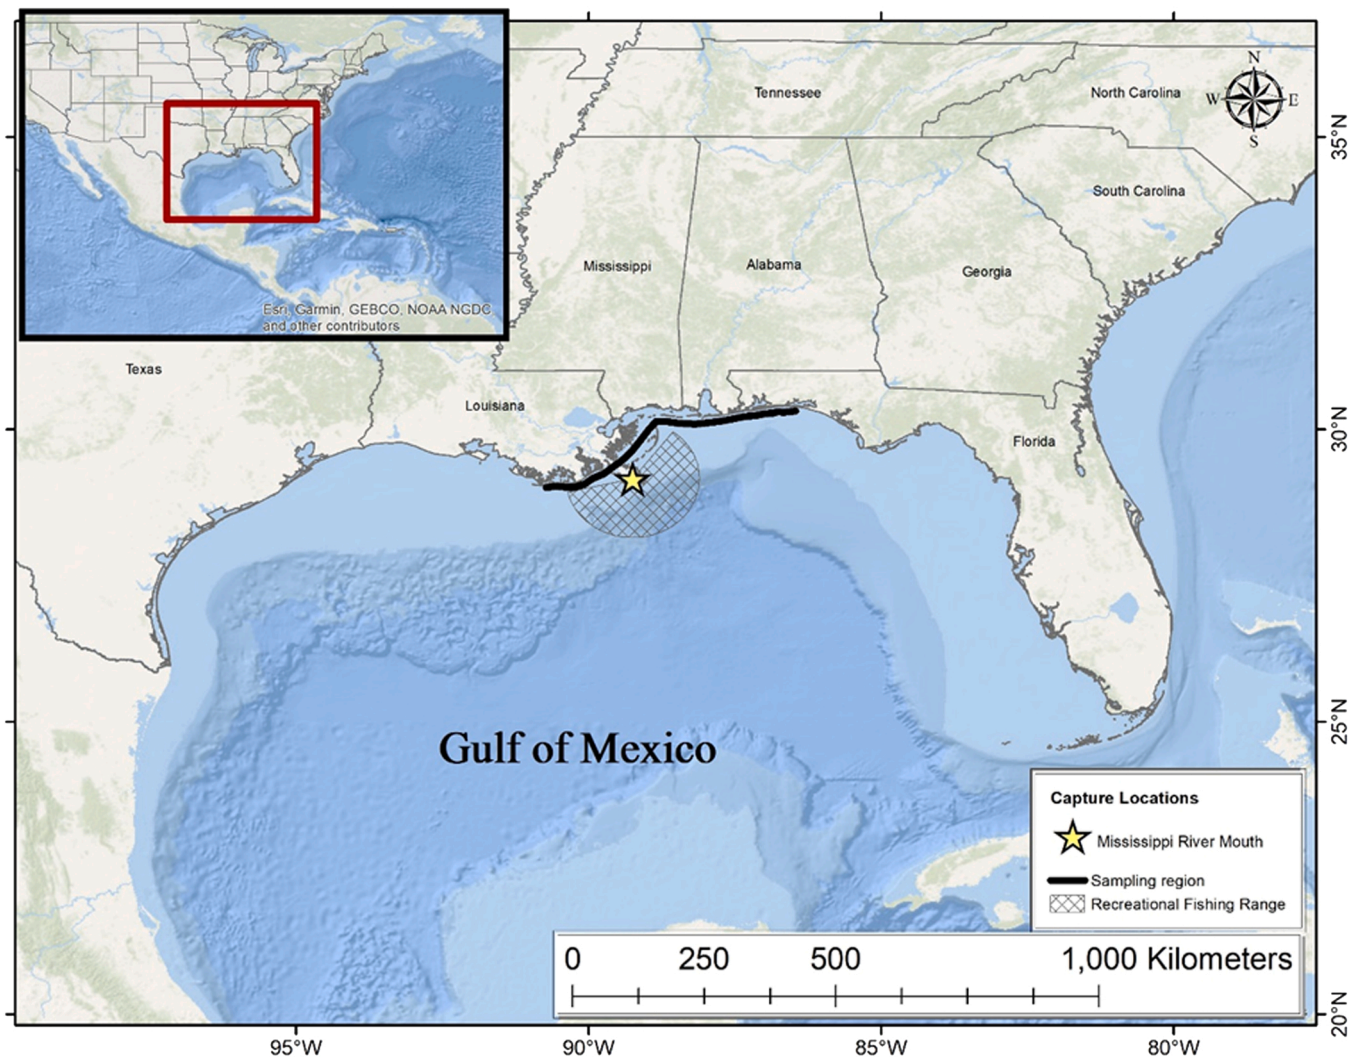 Esri, Garmin, GEBCO, NOAA NGDC
and other contributors
N
W
E
S
Tennessee
North Carolina
South Carolina
Mississippi
Alabama
Georgia
Texas
Louisiana
Florida
Gulf of Mexico
35°N
30°N
25°N
20°N
Capture Locations
Mississippi River Mouth
Sampling region
Recreational Fishing Range
0 250 500 1,000 Kilometers
95°W 90°W 85°W 80°W